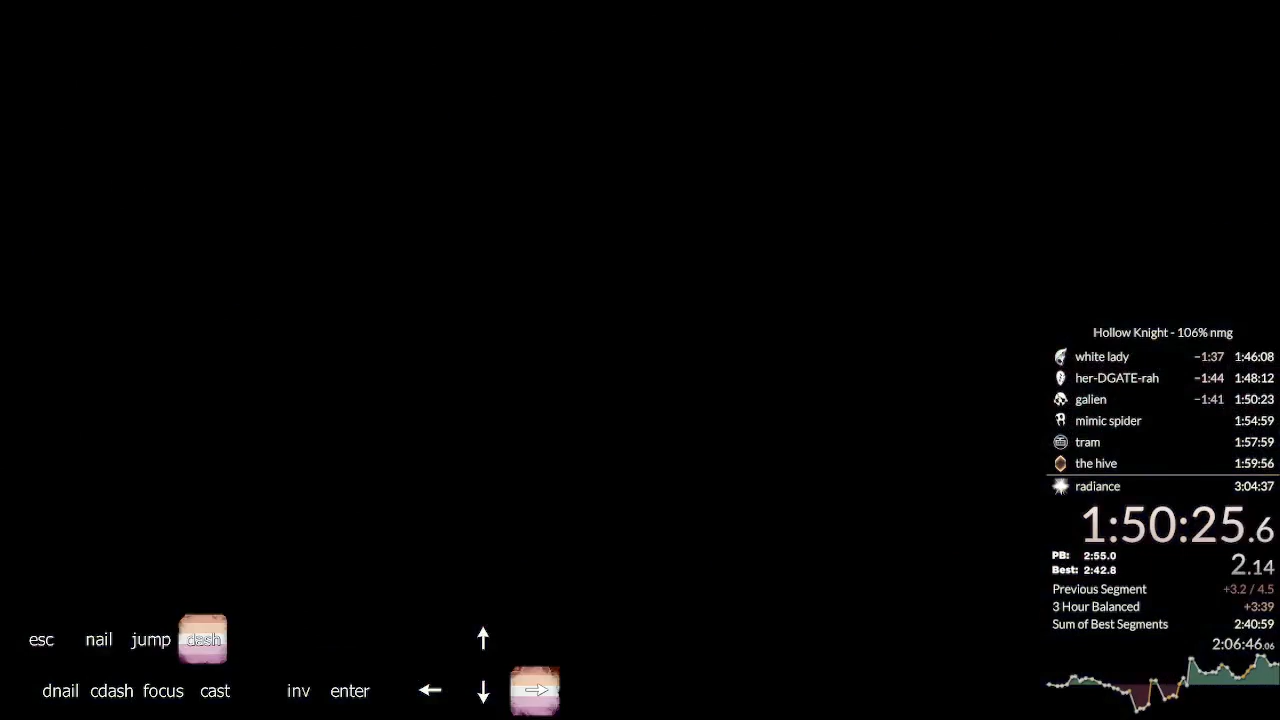 Hollow Knight - 106% nmg
white lady −1:37 1:46:08
her-DGATE-rah −1:44 1:48:12
galien −1:41 1:50:23
mimic spider 1:54:59
tram 1:57:59
the hive 1:59:56
radiance 3:04:37
1:50:25.6
PB: 2:55.0
Best: 2:42.8
2.14
Previous Segment +3.2 / 4.5
3 Hour Balanced +3:39
Sum of Best Segments 2:40:59
2:06:46.06
esc nail jump dash ↑
dnail cdash focus cast inv enter ← ↓ ⇨